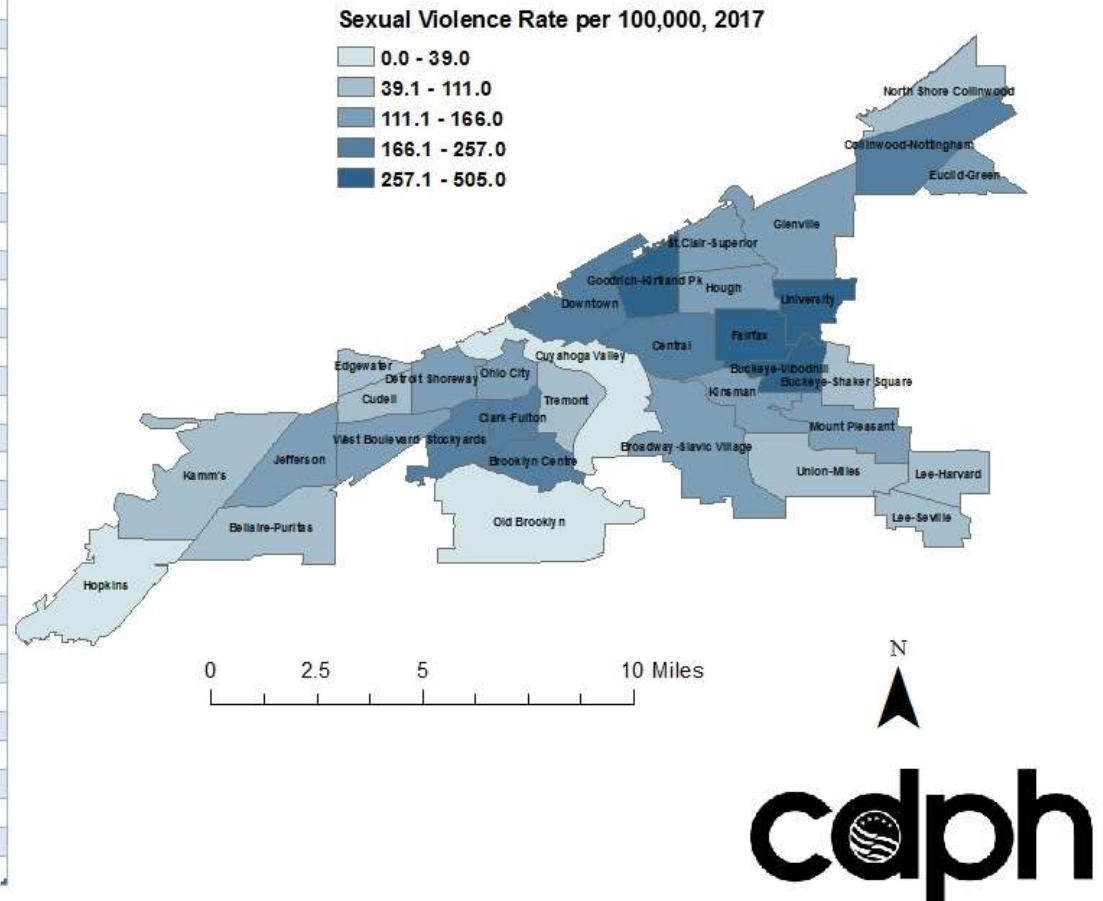 Sexual Violence Rate per 100,000, 2017
0.0 - 39.0
39.1 - 111.0
111.1 - 166.0
166.1 - 257.0
257.1 - 505.0
North Shore Collinwood
Collinwood-Nottingham
Euclid-Green
Glenville
St.Clair-Superior
Goodrich-Kirtland Pk
Hough
Downtown
University
Fairfax
Central
Cuyahoga Valley
Edgewater
Detroit Shoreway
Ohio City
Buckeye-Woodhill
Buckeye-Shaker Square
Kinsman
Cudell
Tremont
Clark-Fulton
Mount Pleasant
West Boulevard
Stockyards
Broadway-Slavic Village
Jefferson
Brooklyn Centre
Kamm's
Union-Miles
Lee-Harvard
Bellaire-Puritas
Old Brooklyn
Lee-Seville
Hopkins
0 2.5 5 10 Miles
N
cdph